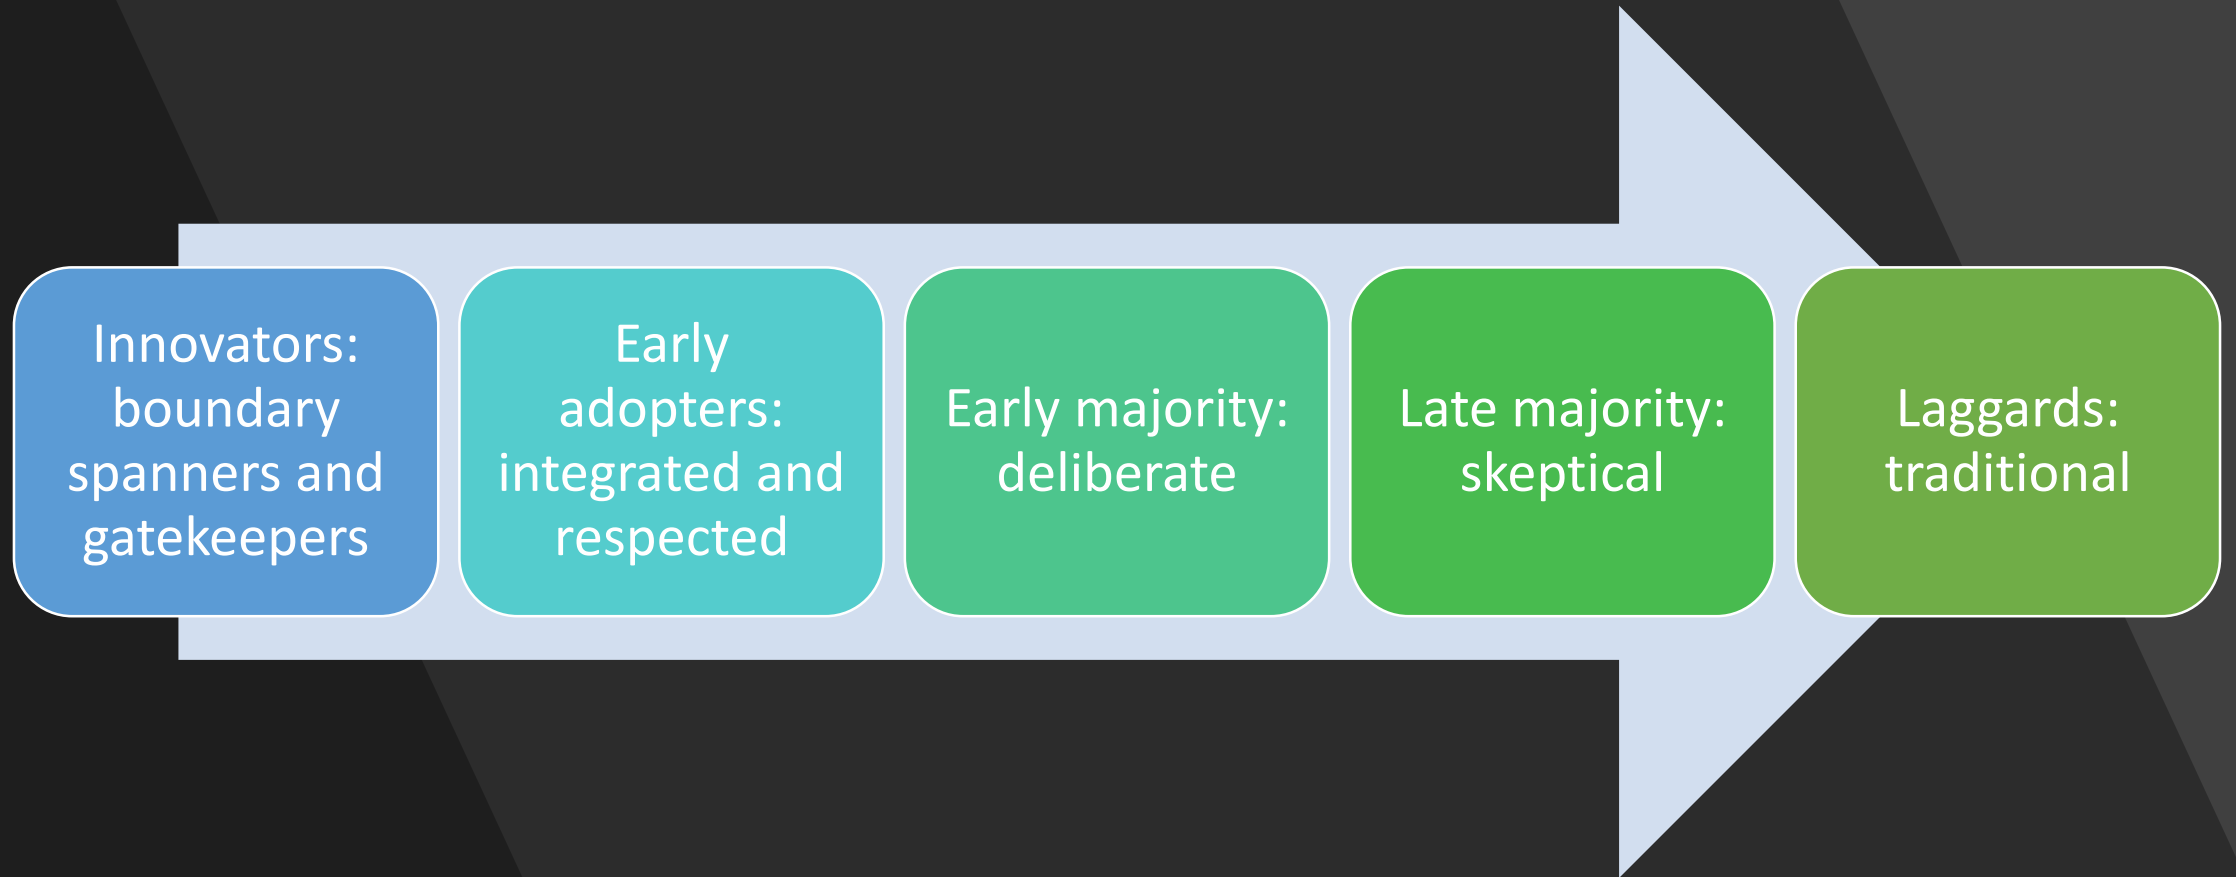 Innovators:
boundary
spanners and
gatekeepers
Early
adopters:
integrated and
respected
Early majority:
deliberate
Late majority:
skeptical
Laggards:
traditional